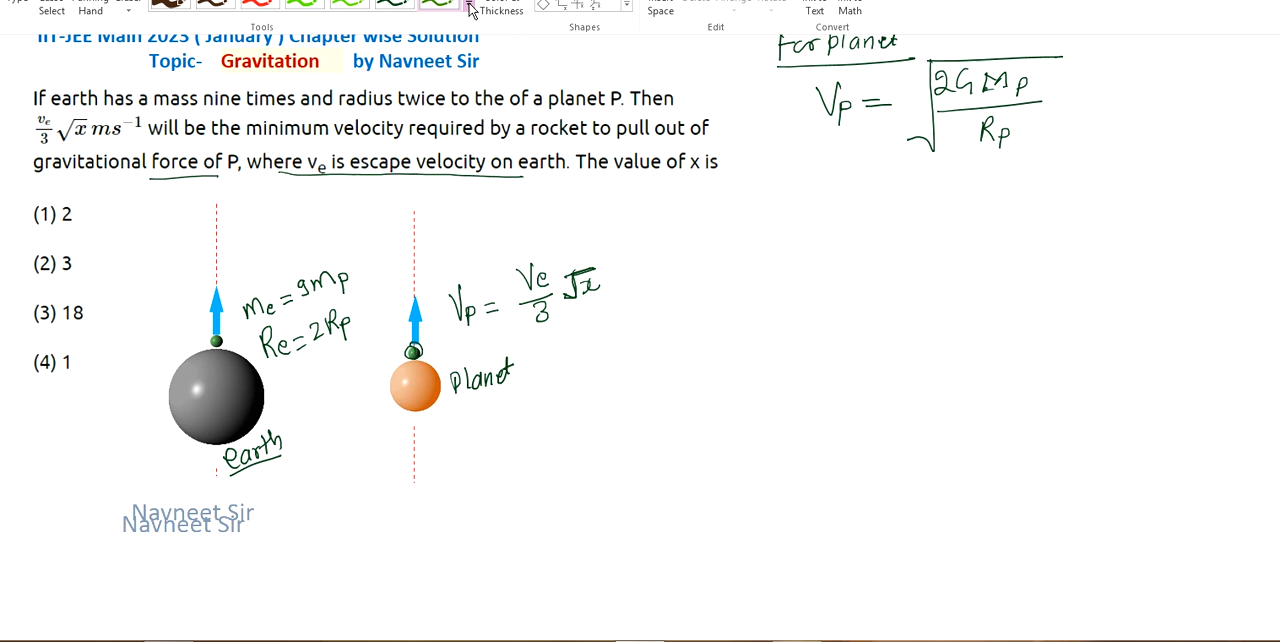 Select Hand Thickness Space Text Math
Tools Shapes Edit Convert
IIT-JEE Main 2023 ( January ) Chapter wise Solution
Topic- Gravitation by Navneet Sir
If earth has a mass nine times and radius twice to the of a planet P. Then
v_e/3 √x ms⁻¹ will be the minimum velocity required by a rocket to pull out of
gravitational force of P, where v_e is escape velocity on earth. The value of x is
(1) 2
(2) 3
(3) 18
(4) 1
me = 9mp
Re = 2Rp
earth
Vp = Ve/3 √x
Planet
For planet
Vp = √(2GMp/Rp)
Navneet Sir
Navneet Sir